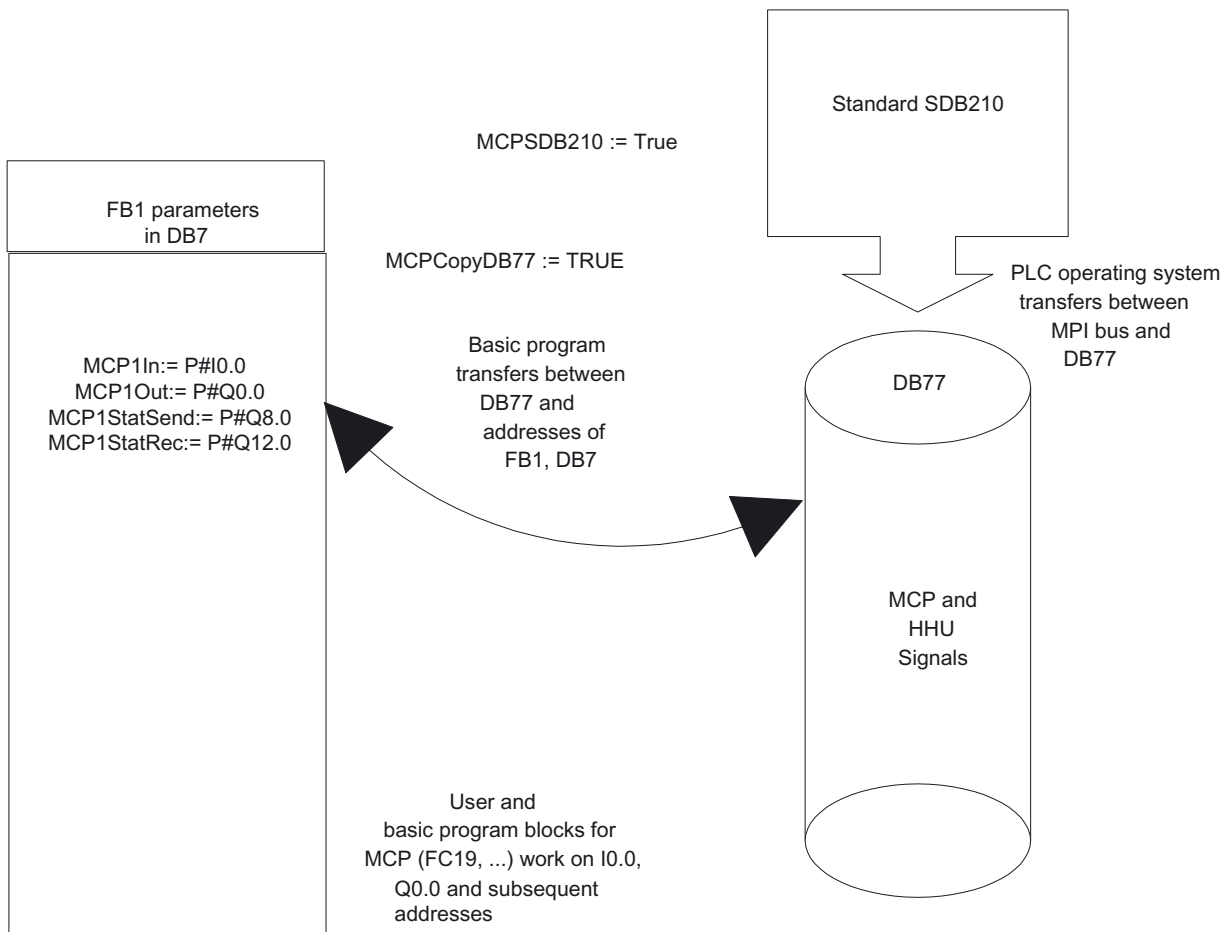 Standard SDB210
MCPSDB210 := True
FB1 parameters
in DB7
MCPCopyDB77 := TRUE
PLC operating system
transfers between
MPI bus and
DB77
MCP1In:= P#I0.0
MCP1Out:= P#Q0.0
MCP1StatSend:= P#Q8.0
MCP1StatRec:= P#Q12.0
Basic program
transfers between
DB77 and
addresses of
FB1, DB7
DB77
MCP and
HHU
Signals
User and
basic program blocks for
MCP (FC19, ...) work on I0.0,
Q0.0 and subsequent
addresses